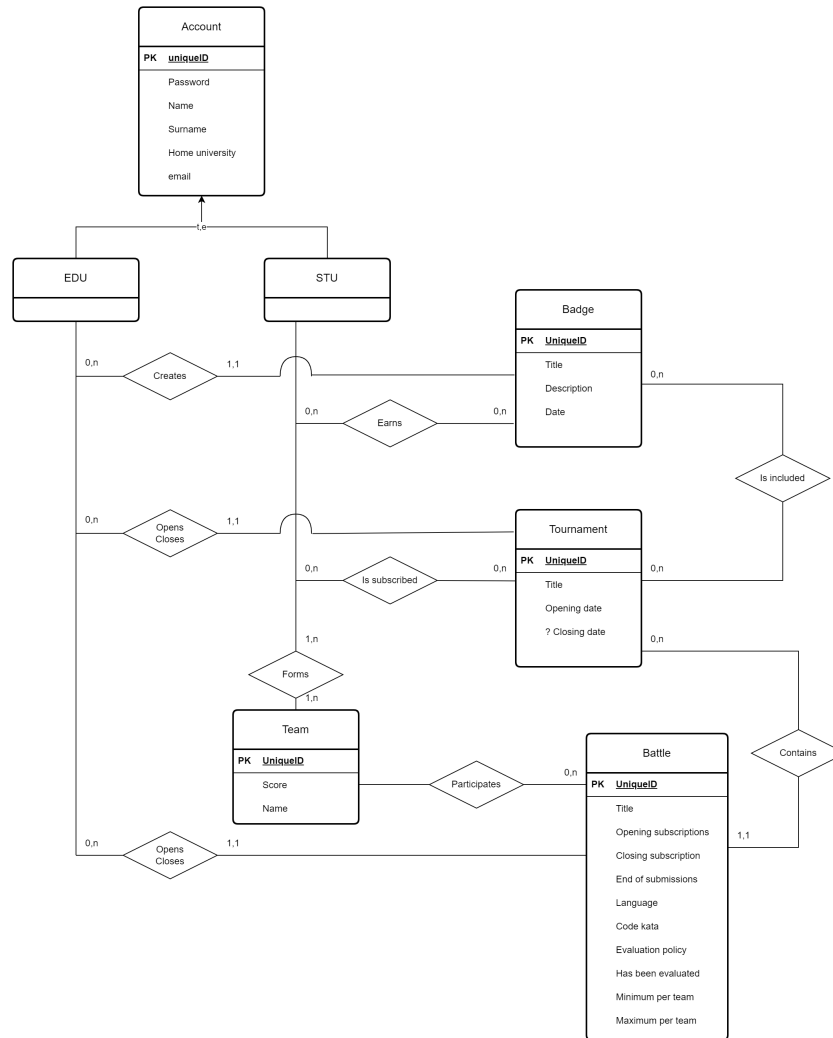 Account
PK uniqueID
Password
Name
Surname
Home university
email
t,e
EDU
STU
Badge
PK UniqueID
Title
Description
Date
0,n
Creates
1,1
0,n
0,n
Earns
0,n
Is included
0,n
Opens
Closes
1,1
Tournament
PK UniqueID
Title
Opening date
? Closing date
0,n
Is subscribed
0,n
0,n
0,n
1,n
Forms
1,n
Team
PK UniqueID
Score
Name
Participates
0,n
Contains
1,1
Battle
PK UniqueID
Title
Opening subscriptions
Closing subscription
End of submissions
Language
Code kata
Evaluation policy
Has been evaluated
Minimum per team
Maximum per team
0,n
Opens
Closes
1,1